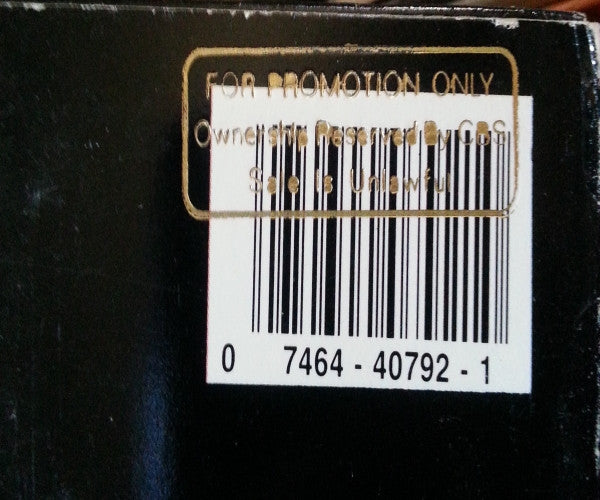 FOR PROMOTION ONLY
Ownership Reserved By CBS
Sale Is Unlawful
0 7464 - 40792 - 1